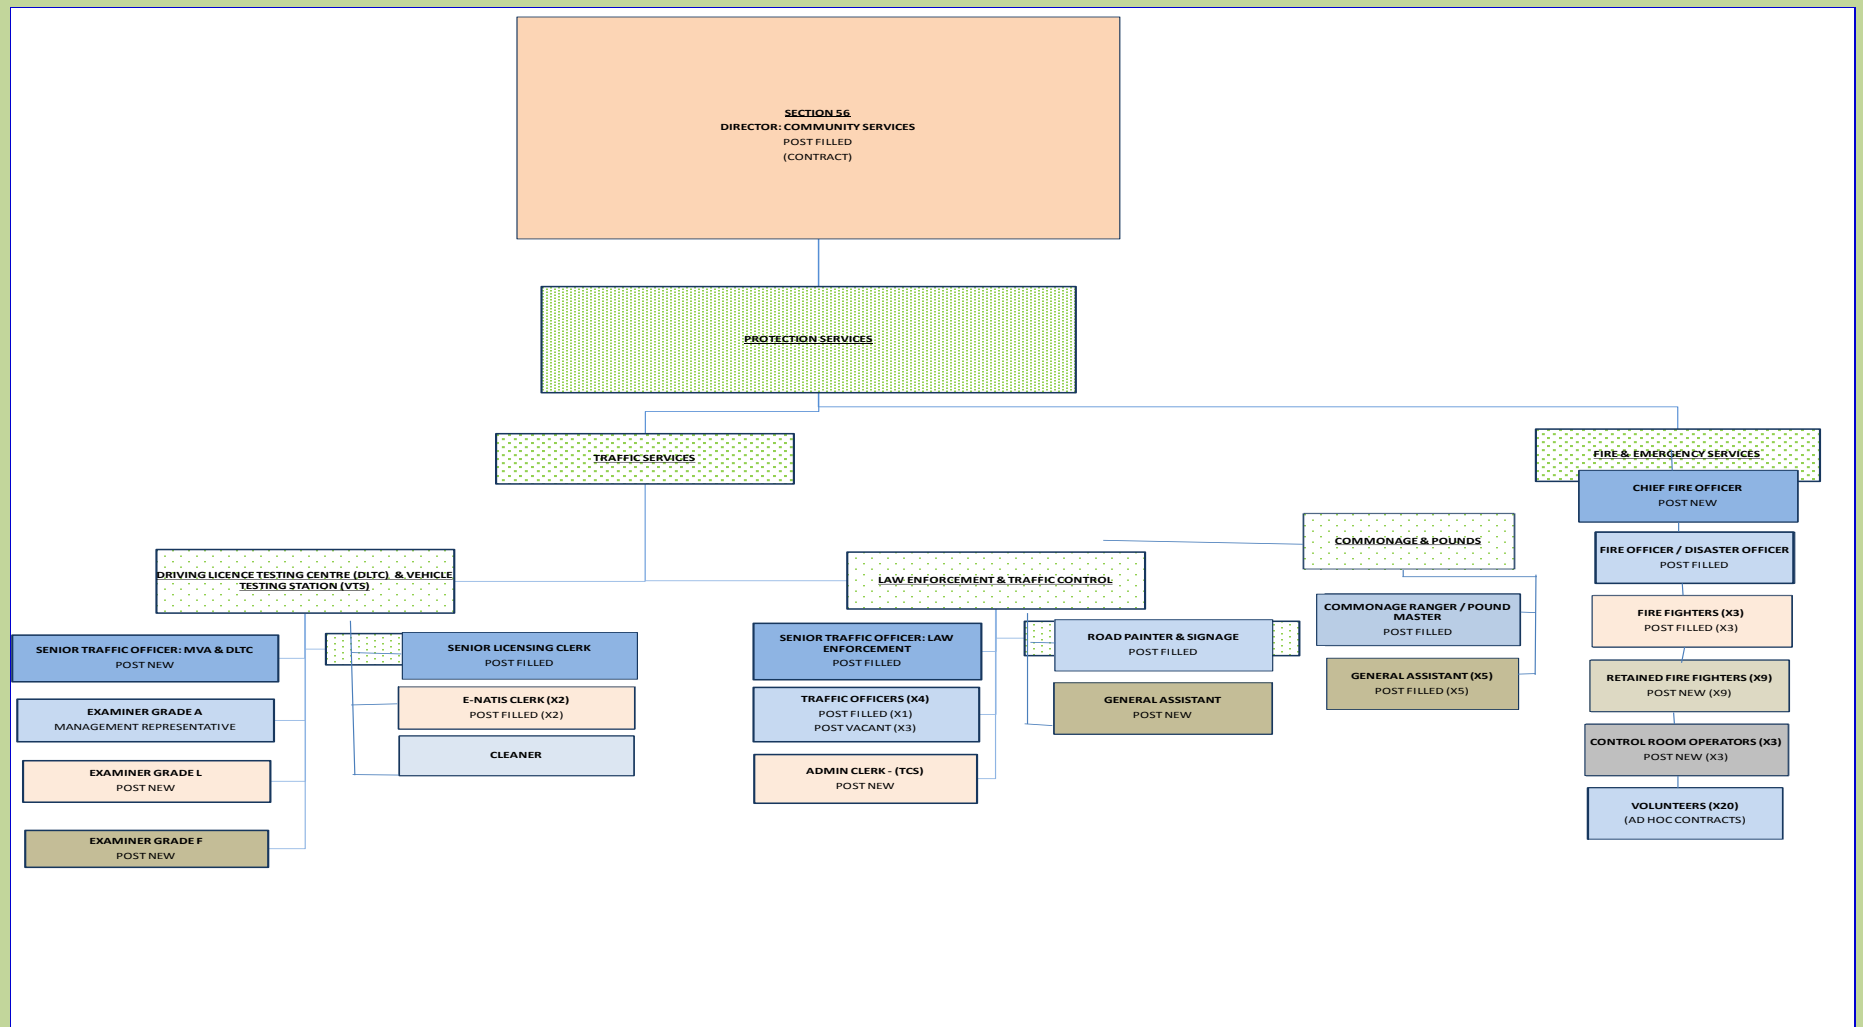 SECTION 56
DIRECTOR: COMMUNITY SERVICES
POST FILLED
(CONTRACT)
PROTECTION SERVICES
TRAFFIC SERVICES
FIRE & EMERGENCY SERVICES
CHIEF FIRE OFFICER
POST NEW
FIRE OFFICER / DISASTER OFFICER
POST FILLED
FIRE FIGHTERS (X3)
POST FILLED (X3)
RETAINED FIRE FIGHTERS (X9)
POST NEW (X9)
CONTROL ROOM OPERATORS (X3)
POST NEW (X3)
VOLUNTEERS (X20)
(AD HOC CONTRACTS)
DRIVING LICENCE TESTING CENTRE (DLTC) & VEHICLE
TESTING STATION (VTS)
SENIOR TRAFFIC OFFICER: MVA & DLTC
POST NEW
EXAMINER GRADE A
MANAGEMENT REPRESENTATIVE
EXAMINER GRADE L
POST NEW
EXAMINER GRADE F
POST NEW
SENIOR LICENSING CLERK
POST FILLED
E-NATIS CLERK (X2)
POST FILLED (X2)
CLEANER
LAW ENFORCEMENT & TRAFFIC CONTROL
SENIOR TRAFFIC OFFICER: LAW
ENFORCEMENT
POST FILLED
TRAFFIC OFFICERS (X4)
POST FILLED (X1)
POST VACANT (X3)
ADMIN CLERK - (TCS)
POST NEW
ROAD PAINTER & SIGNAGE
POST FILLED
GENERAL ASSISTANT
POST NEW
COMMONAGE & POUNDS
COMMONAGE RANGER / POUND
MASTER
POST FILLED
GENERAL ASSISTANT (X5)
POST FILLED (X5)